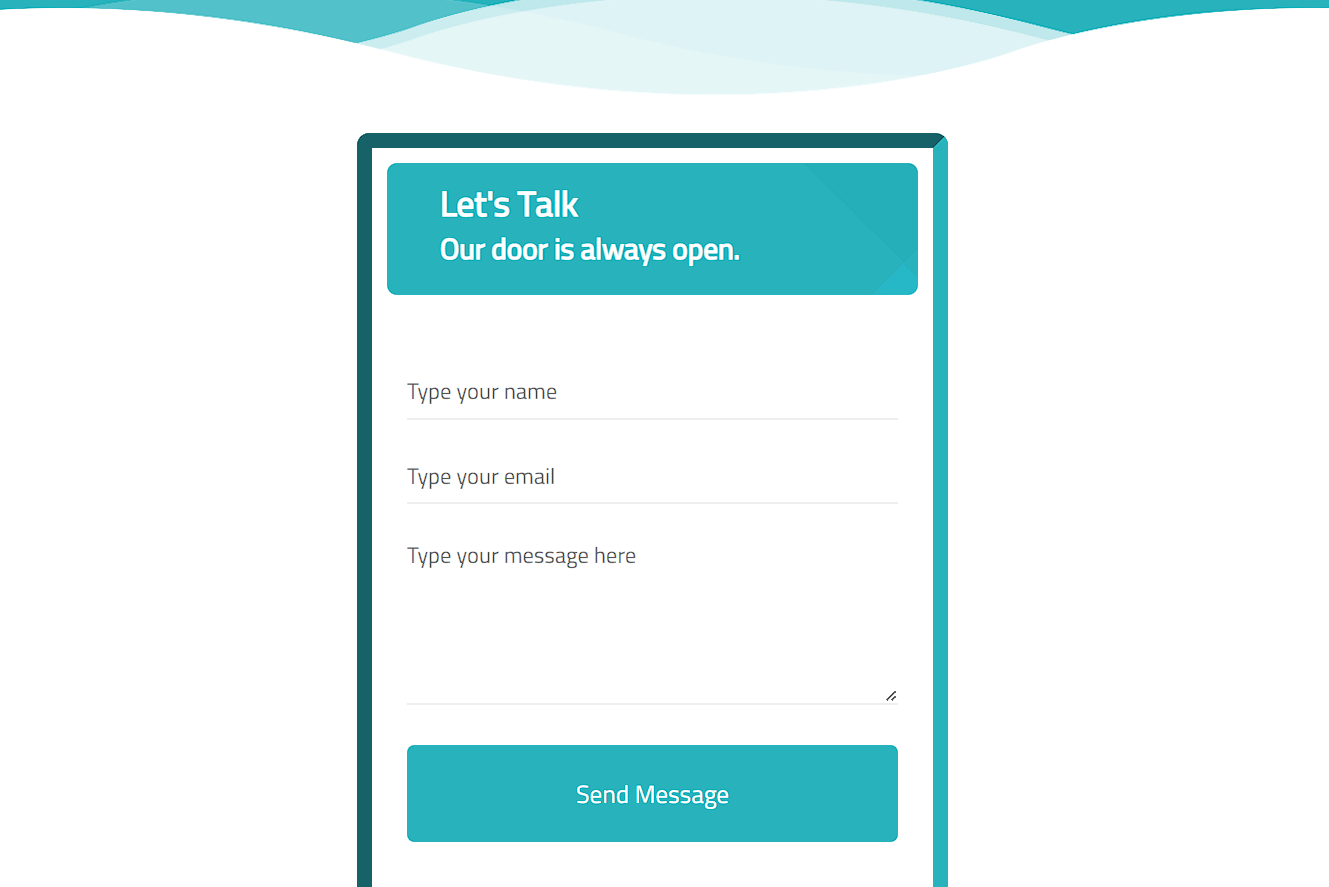 Let's Talk
Our door is always open.
Type your name
Type your email
Type your message here
Send Message